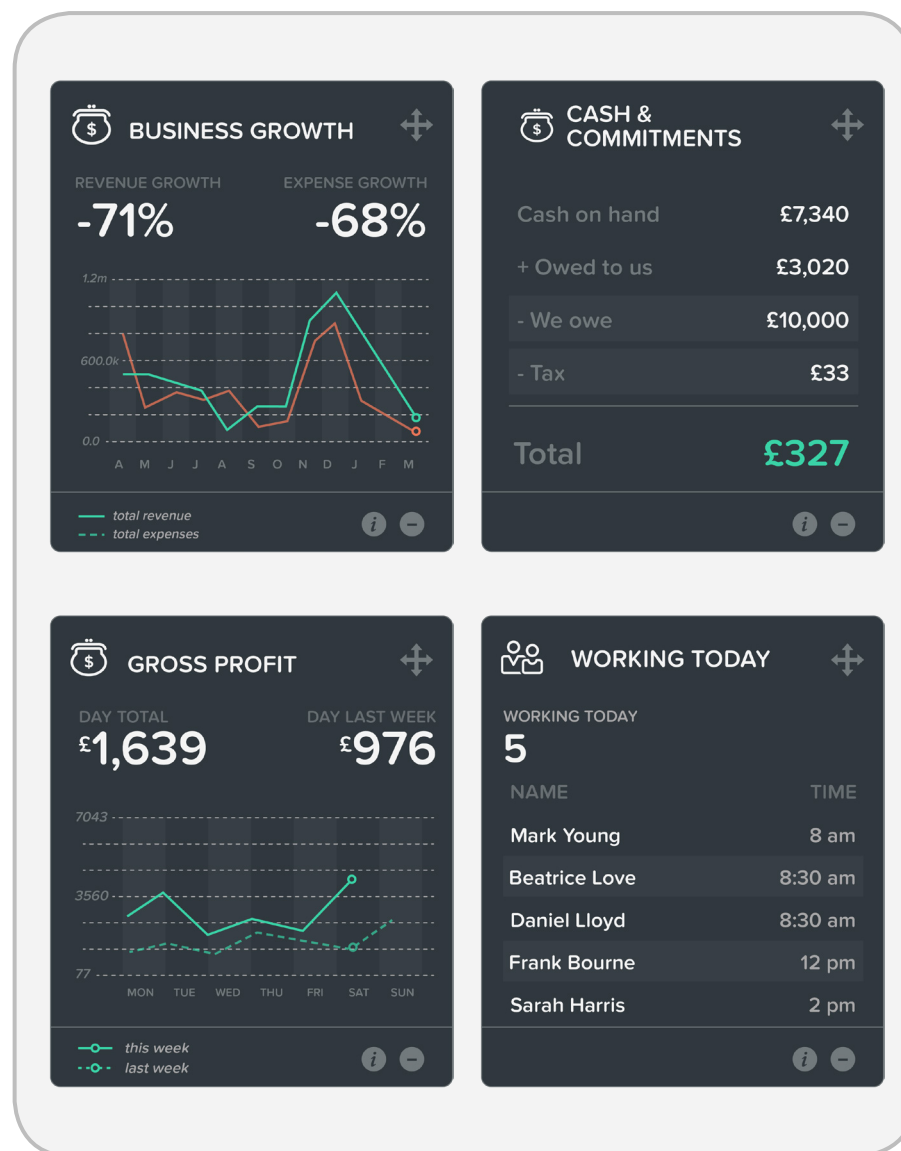 BUSINESS GROWTH
REVENUE GROWTH EXPENSE GROWTH
-71% -68%
1.2m
600.0k
0.0
A M J J A S O N D J F M
total revenue
total expenses
CASH &
COMMITMENTS
Cash on hand £7,340
+ Owed to us £3,020
- We owe £10,000
- Tax £33
Total £327
GROSS PROFIT
DAY TOTAL DAY LAST WEEK
£1,639 £976
7043
3560
77
MON TUE WED THU FRI SAT SUN
this week
last week
WORKING TODAY
WORKING TODAY
5
NAME TIME
Mark Young 8 am
Beatrice Love 8:30 am
Daniel Lloyd 8:30 am
Frank Bourne 12 pm
Sarah Harris 2 pm